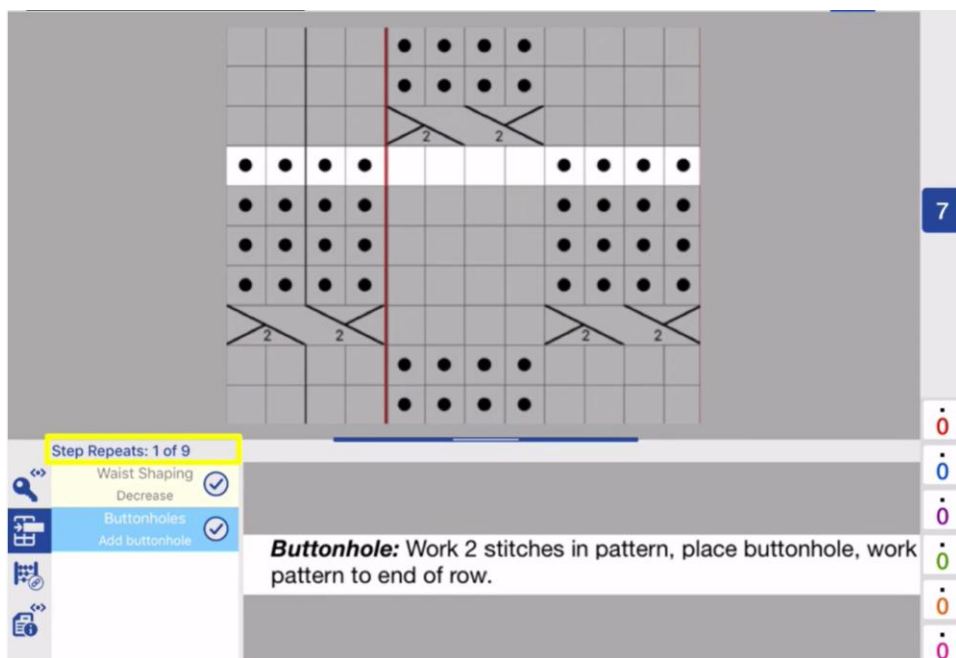 2 2
7
2 2 2 2
0
Step Repeats: 1 of 9
Waist Shaping
Decrease
0
Buttonholes
Add buttonhole
0
Buttonhole: Work 2 stitches in pattern, place buttonhole, work
pattern to end of row.
0
0
0